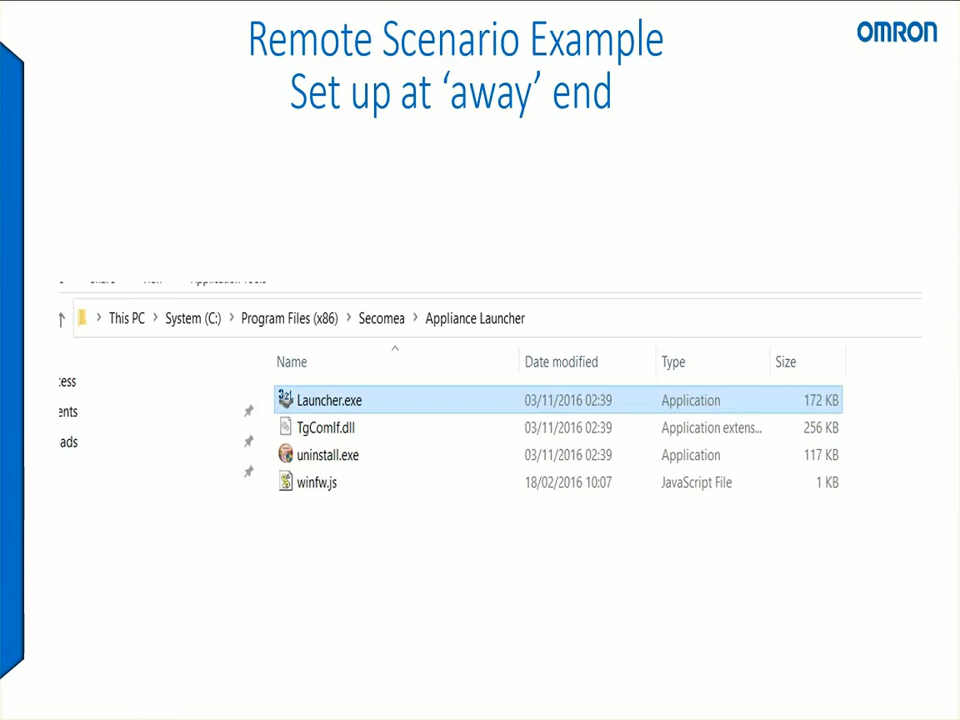 Remote Scenario Example
OMRON
Set up at ‘away’ end
This PC > System (C:) > Program Files (x86) > Secomea > Appliance Launcher
Name Date modified Type Size
cess
Launcher.exe 03/11/2016 02:39 Application 172 KB
ents
TgComIf.dll 03/11/2016 02:39 Application extens... 256 KB
ads
uninstall.exe 03/11/2016 02:39 Application 117 KB
winfw.js 18/02/2016 10:07 JavaScript File 1 KB